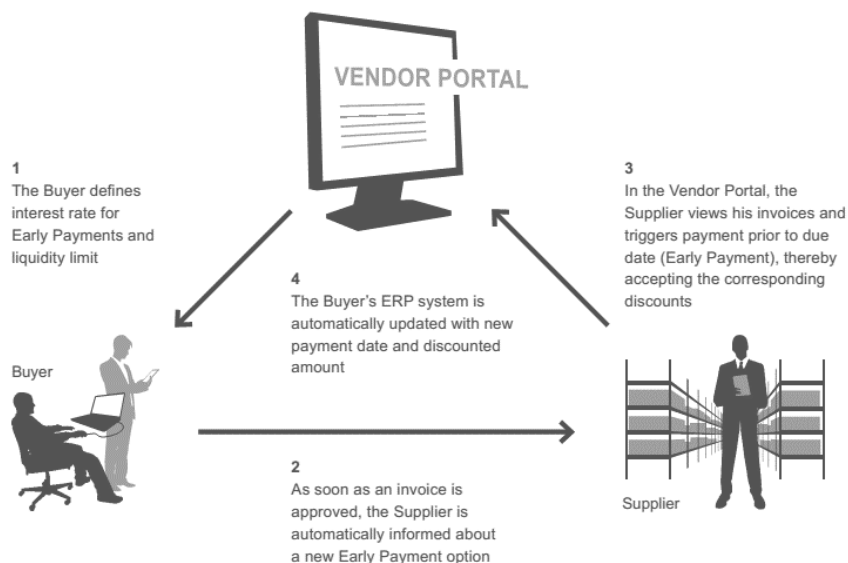 VENDOR PORTAL
1
The Buyer defines
interest rate for
Early Payments and
liquidity limit
3
In the Vendor Portal, the
Supplier views his invoices and
triggers payment prior to due
date (Early Payment), thereby
accepting the corresponding
discounts
4
The Buyer's ERP system is
automatically updated with new
payment date and discounted
amount
Buyer
Supplier
2
As soon as an invoice is
approved, the Supplier is
automatically informed about
a new Early Payment option